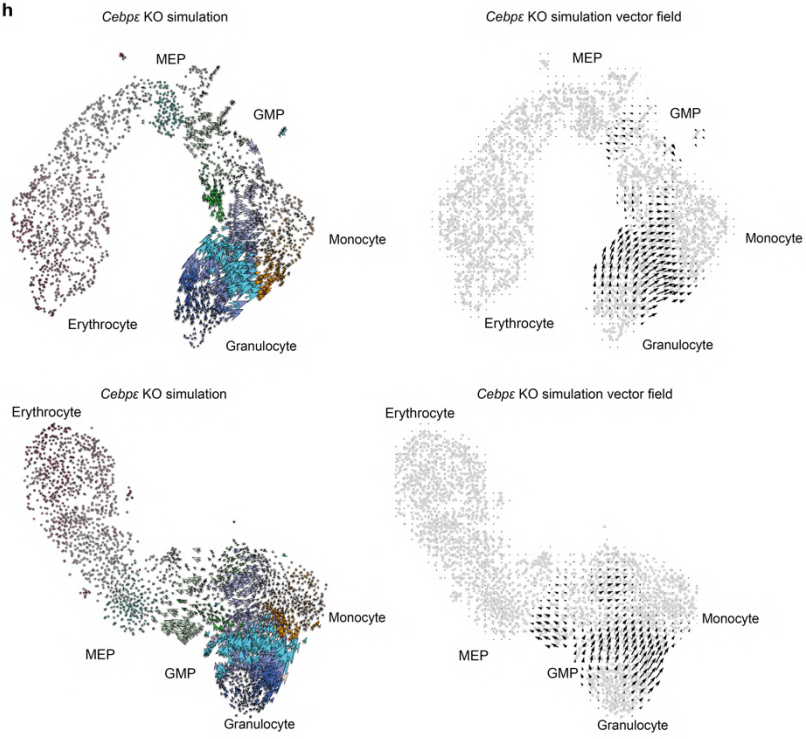 h
Cebpε KO simulation
Cebpε KO simulation vector field
MEP
GMP
Monocyte
Erythrocyte
Granulocyte
MEP
GMP
Monocyte
Erythrocyte
Granulocyte
Cebpε KO simulation
Cebpε KO simulation vector field
Erythrocyte
Monocyte
MEP
GMP
Granulocyte
Erythrocyte
Monocyte
MEP
GMP
Granulocyte